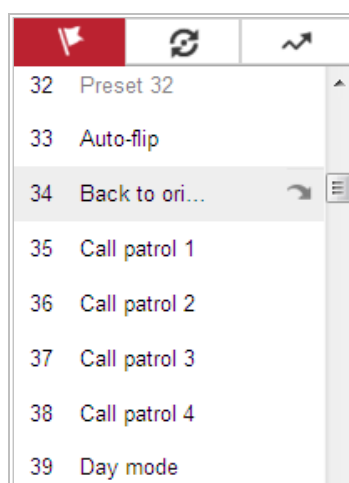 32 Preset 32
33 Auto-flip
34 Back to ori...
35 Call patrol 1
36 Call patrol 2
37 Call patrol 3
38 Call patrol 4
39 Day mode